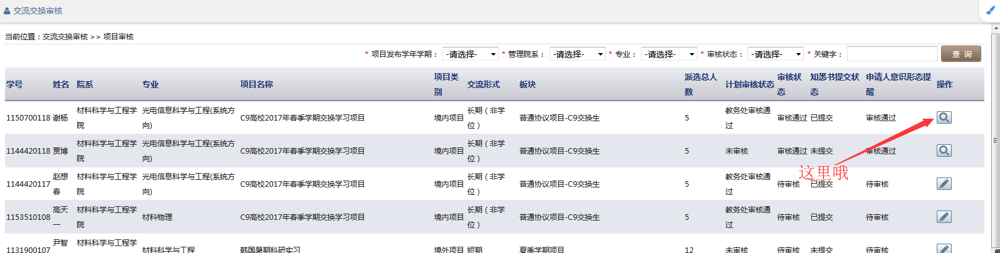 交流交换审核
当前位置：交流交换审核 >> 项目审核
* 项目发布学年学期： -请选择- * 管理院系： -请选择- * 专业： -请选择- * 审核状态： -请选择- * 关键字： 查 询
学号 姓名 院系 专业 项目名称 项目类别 交流形式 板块 派选总人数 计划审核状态 审核状态 知悉书提交状态 申请人意识形态提醒 操作
1150700118 谢杨 材料科学与工程学院 光电信息科学与工程(系统方向) C9高校2017年春季学期交换学习项目 境内项目 长期（非学位） 普通协议项目-C9交换生 5 教务处审核通过 审核通过 已提交 审核通过
1144420118 贾博 材料科学与工程学院 光电信息科学与工程(系统方向) C9高校2017年春季学期交换学习项目 境内项目 长期（非学位） 普通协议项目-C9交换生 5 未审核 审核通过 未提交 审核通过
这里哦
1144420117 赵想春 材料科学与工程学院 光电信息科学与工程(系统方向) C9高校2017年春季学期交换学习项目 境内项目 长期（非学位） 普通协议项目-C9交换生 5 教务处审核通过 待审核 已提交 待审核
1153510108 高天一 材料科学与工程学院 材料物理 C9高校2017年春季学期交换学习项目 境内项目 长期（非学位） 普通协议项目-C9交换生 5 教务处审核通过 待审核 已提交 待审核
1131900107 尹智 材料科学与工程学 材料科学与工程 韩国暑期科研实习 境外项目 短期 夏季学期项目 12 未审核 待审核 未提交 待审核